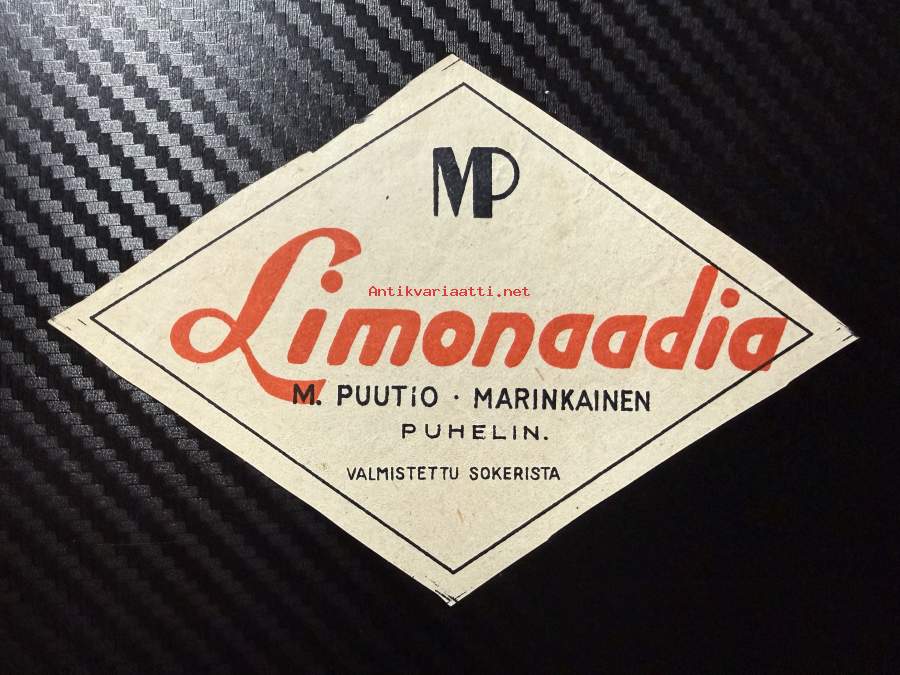 MP
Antikvariaatti.net
Limonaadia
M. PUUTiO · MARINKAINEN
PUHELIN.
VALMISTETTU SOKERISTA